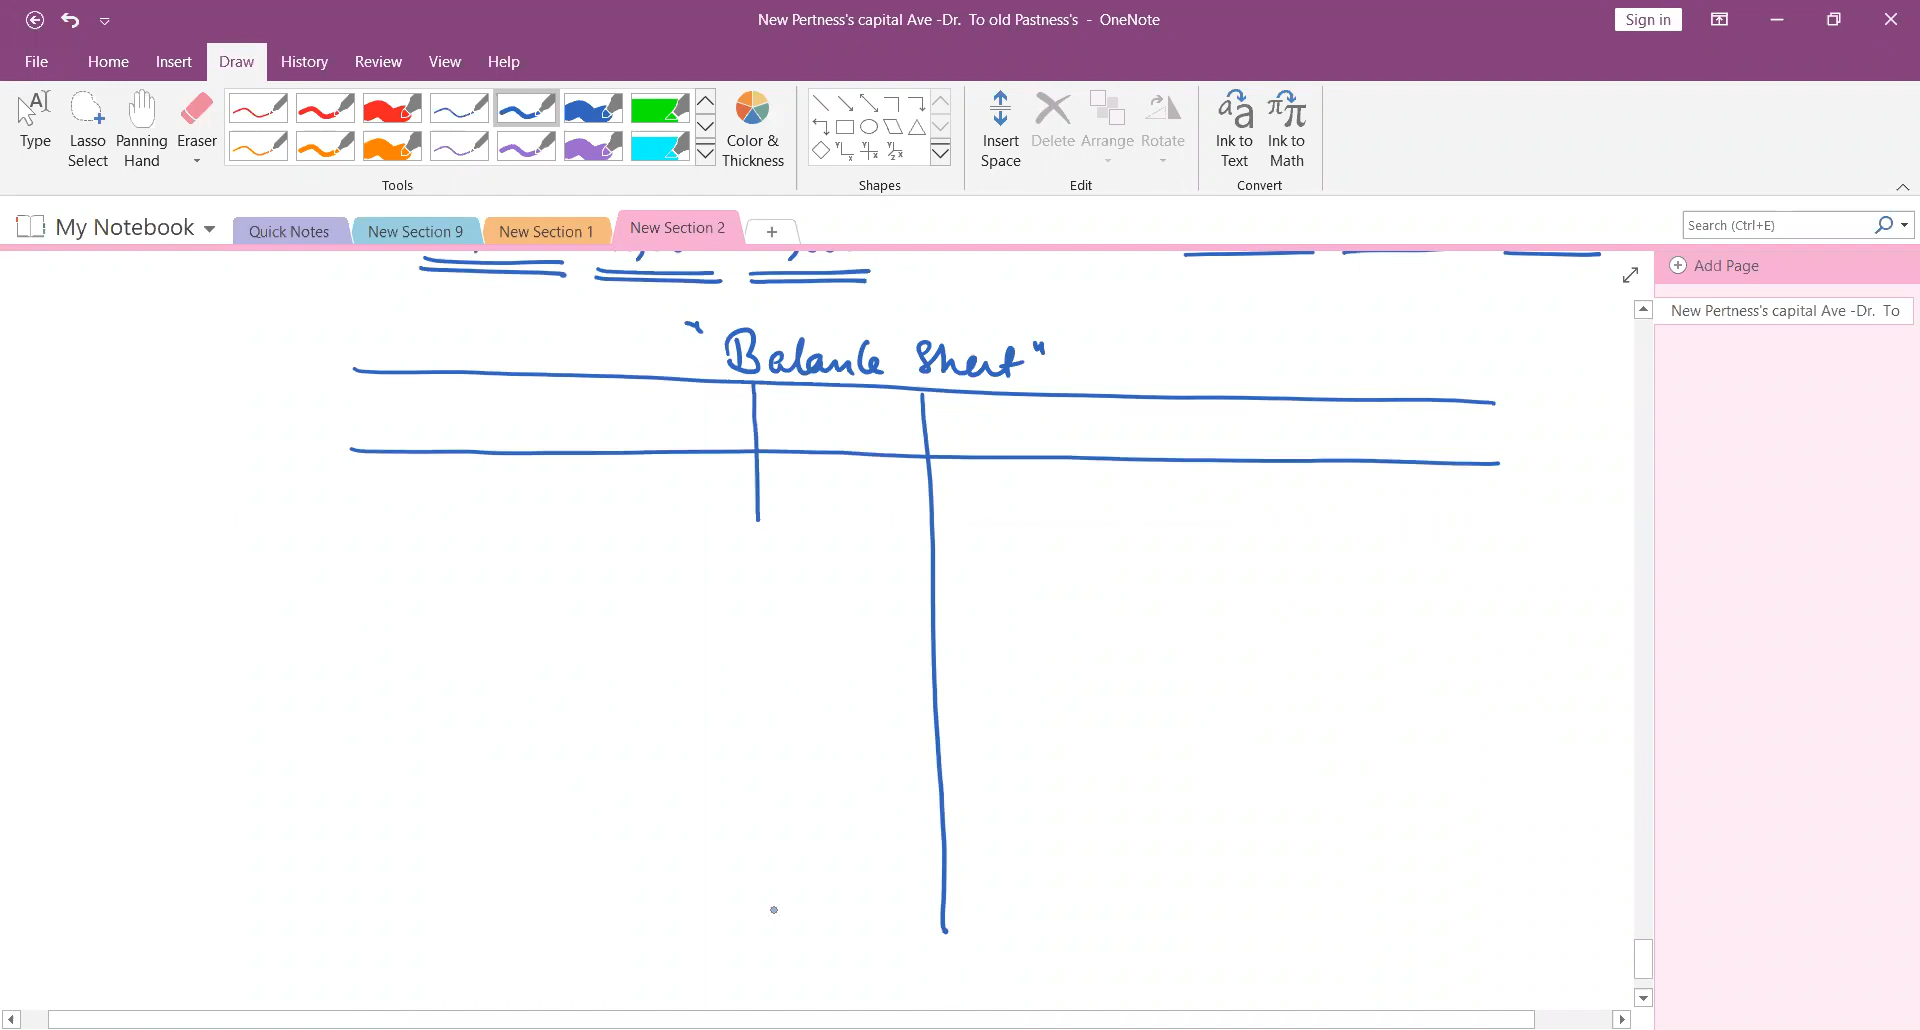 New Pertness's capital Ave -Dr.  To old Pastness's  -  OneNote
Sign in
File Home Insert Draw History Review View Help
Type
Lasso Select
Panning Hand
Eraser
Color & Thickness
Insert Space
Delete
Arrange
Rotate
Ink to Text
Ink to Math
Tools Shapes Edit Convert
My Notebook Quick Notes New Section 9 New Section 1 New Section 2
Search (Ctrl+E)
Add Page
New Pertness's capital Ave -Dr.  To
"Balance Sheet"